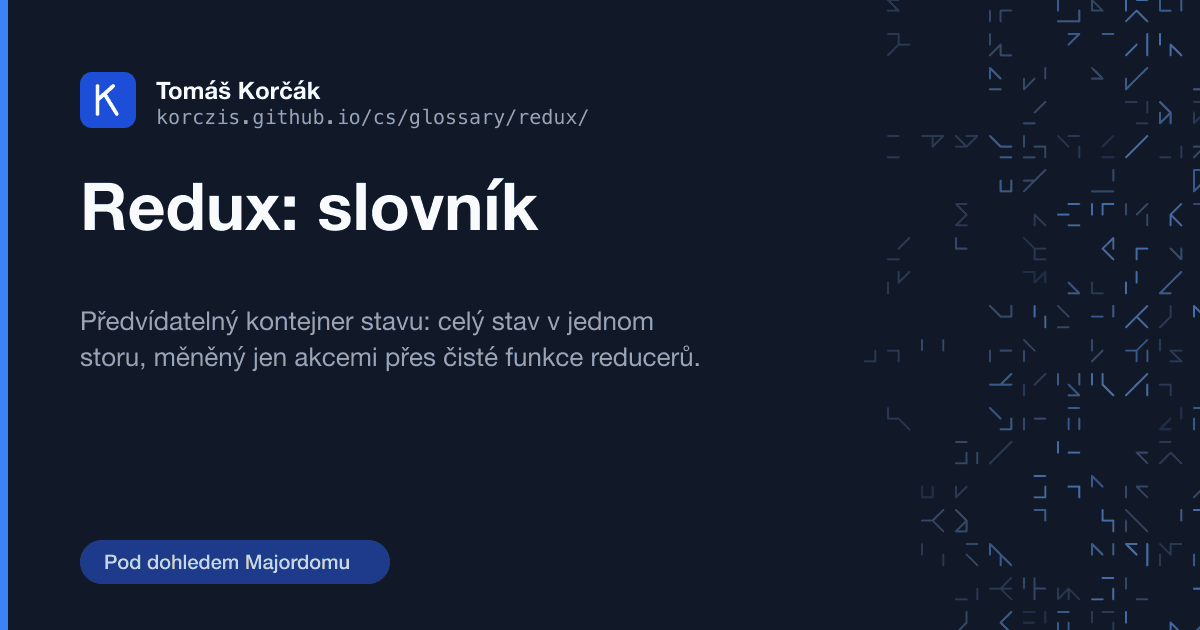 K
Tomáš Korčák
korczis.github.io/cs/glossary/redux/
Redux: slovník
Předvídatelný kontejner stavu: celý stav v jednom
storu, měněný jen akcemi přes čisté funkce reducerů.
Pod dohledem Majordomu